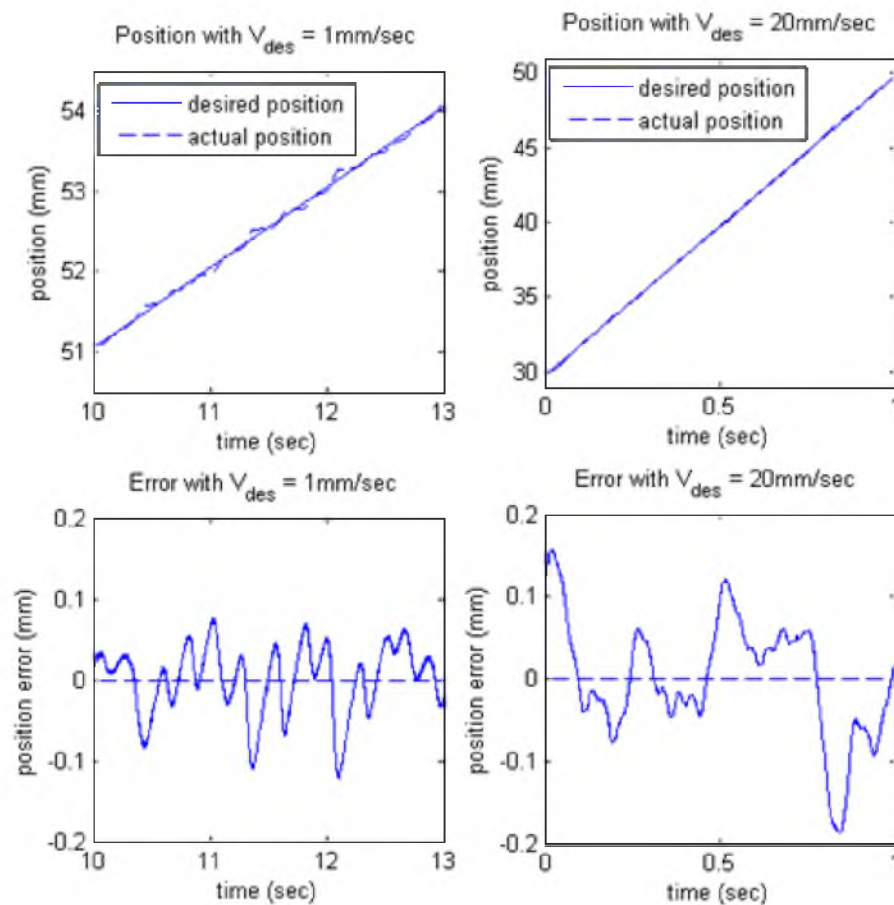 Position with V_des = 1mm/sec
desired position
actual position
54
53
52
51
position (mm)
10
11
12
13
time (sec)
Position with V_des = 20mm/sec
desired position
actual position
50
45
40
35
30
position (mm)
0
0.5
time (sec)
Error with V_des = 1mm/sec
0.2
0.1
0
-0.1
-0.2
position error (mm)
10
11
12
13
time (sec)
Error with V_des = 20mm/sec
0.2
0.1
0
-0.1
-0.2
position error (mm)
0
0.5
time (sec)